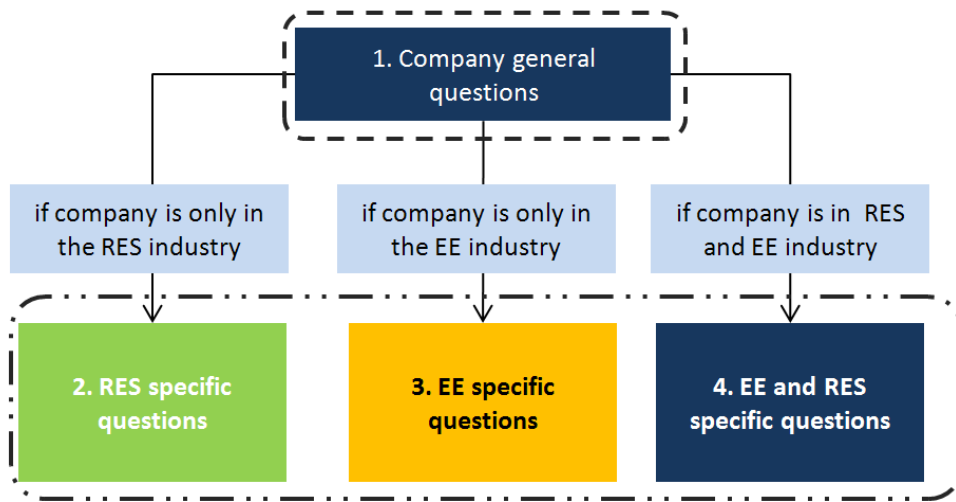 1. Company general
questions
if company is only in
the RES industry
if company is only in
the EE industry
if company is in RES
and EE industry
2. RES specific
questions
3. EE specific
questions
4. EE and RES
specific questions